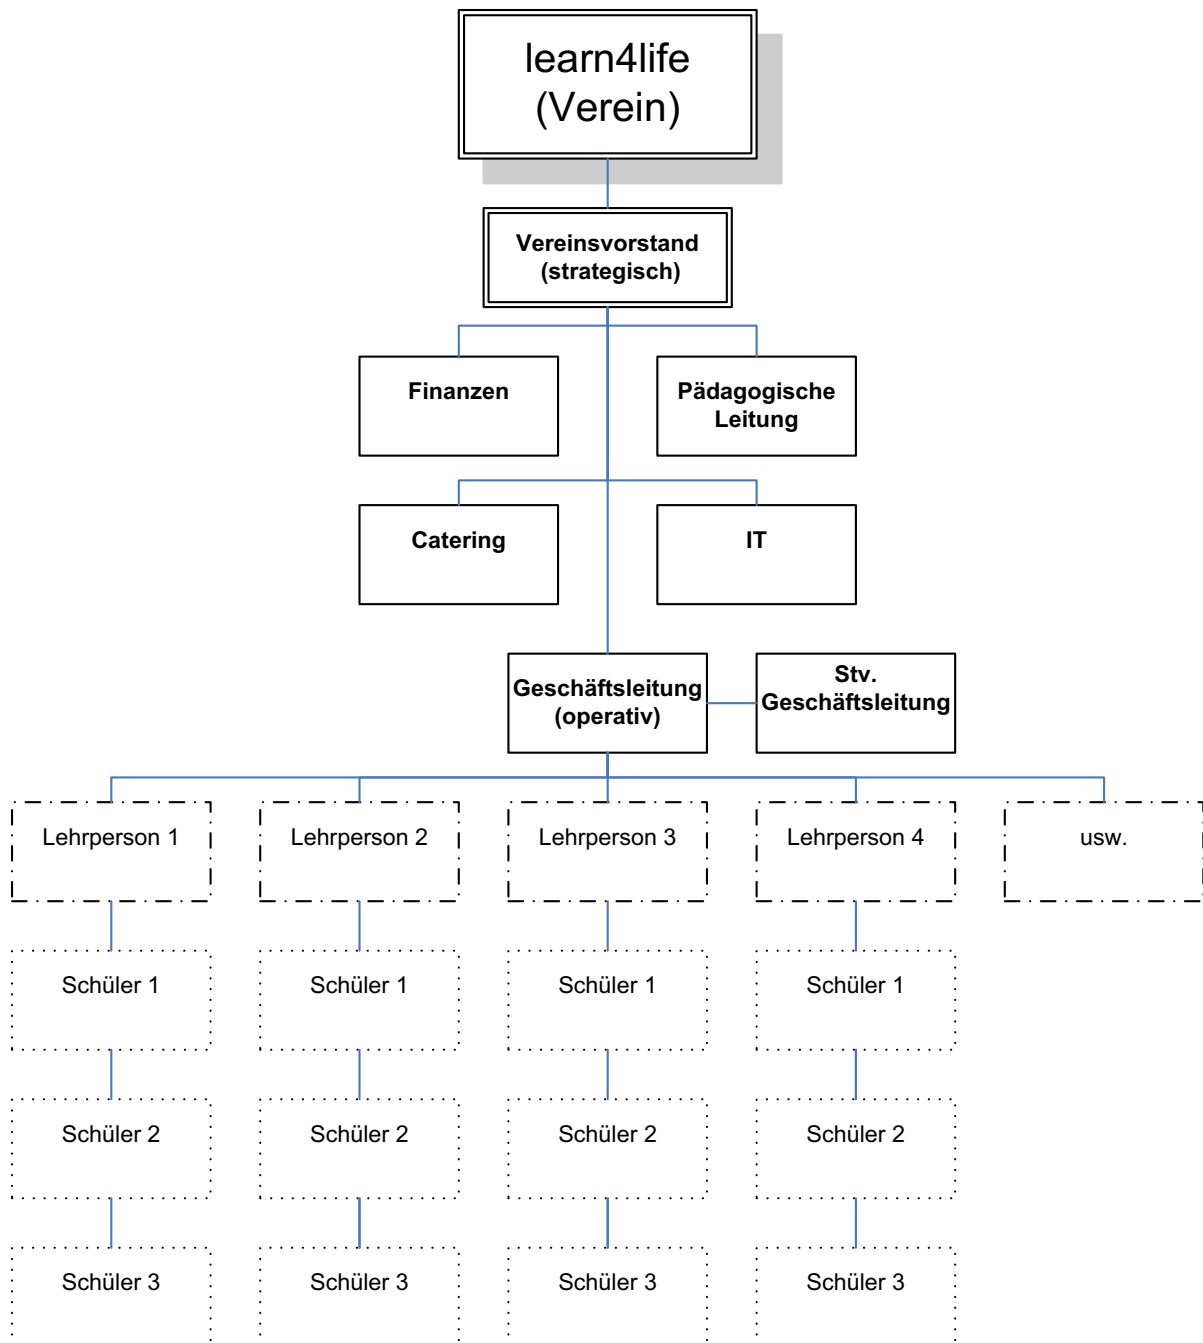 learn4life
(Verein)
Vereinsvorstand
(strategisch)
Finanzen
Pädagogische
Leitung
Catering
IT
Geschäftsleitung
(operativ)
Stv.
Geschäftsleitung
Lehrperson 1
Lehrperson 2
Lehrperson 3
Lehrperson 4
usw.
Schüler 1
Schüler 1
Schüler 1
Schüler 1
Schüler 2
Schüler 2
Schüler 2
Schüler 2
Schüler 3
Schüler 3
Schüler 3
Schüler 3